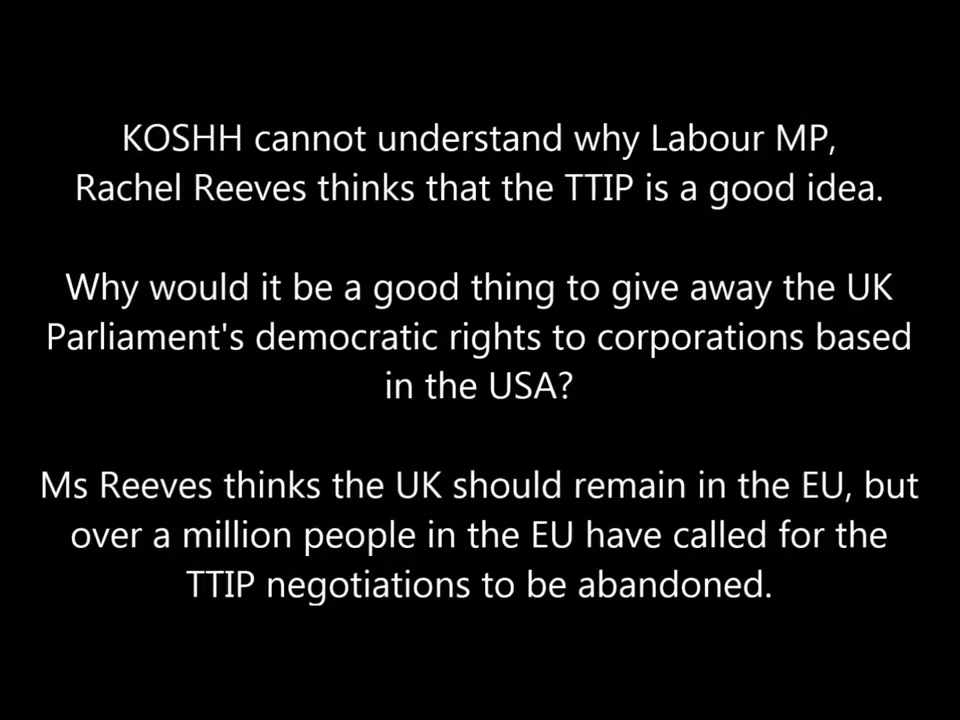 KOSHH cannot understand why Labour MP,
Rachel Reeves thinks that the TTIP is a good idea.
Why would it be a good thing to give away the UK
Parliament's democratic rights to corporations based
in the USA?
Ms Reeves thinks the UK should remain in the EU, but
over a million people in the EU have called for the
TTIP negotiations to be abandoned.